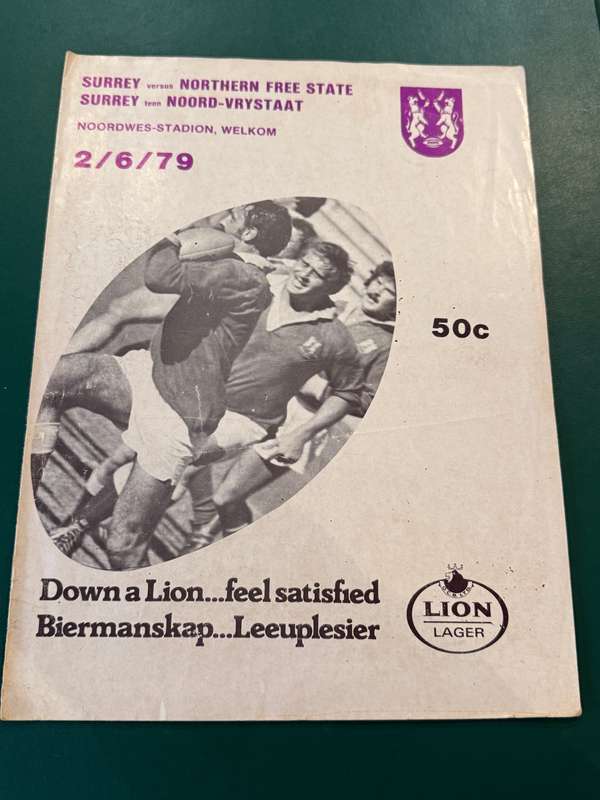 SURREY versus NORTHERN FREE STATE
SURREY teen NOORD-VRYSTAAT
NOORDWES-STADION, WELKOM
2/6/79
50c
Down a Lion...feel satisfied
Biermanskap...Leeuplesier
LION
LAGER